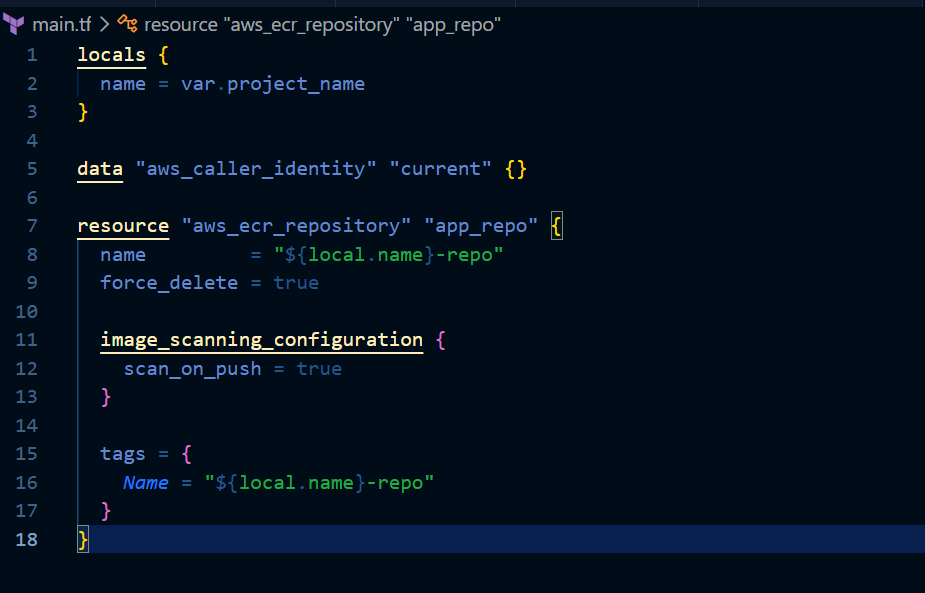 main.tf > resource "aws_ecr_repository" "app_repo"
1 locals {
2   name = var.project_name
3 }
4
5 data "aws_caller_identity" "current" {}
6
7 resource "aws_ecr_repository" "app_repo" {
8   name         = "${local.name}-repo"
9   force_delete = true
10
11   image_scanning_configuration {
12     scan_on_push = true
13   }
14
15   tags = {
16     Name = "${local.name}-repo"
17   }
18 }